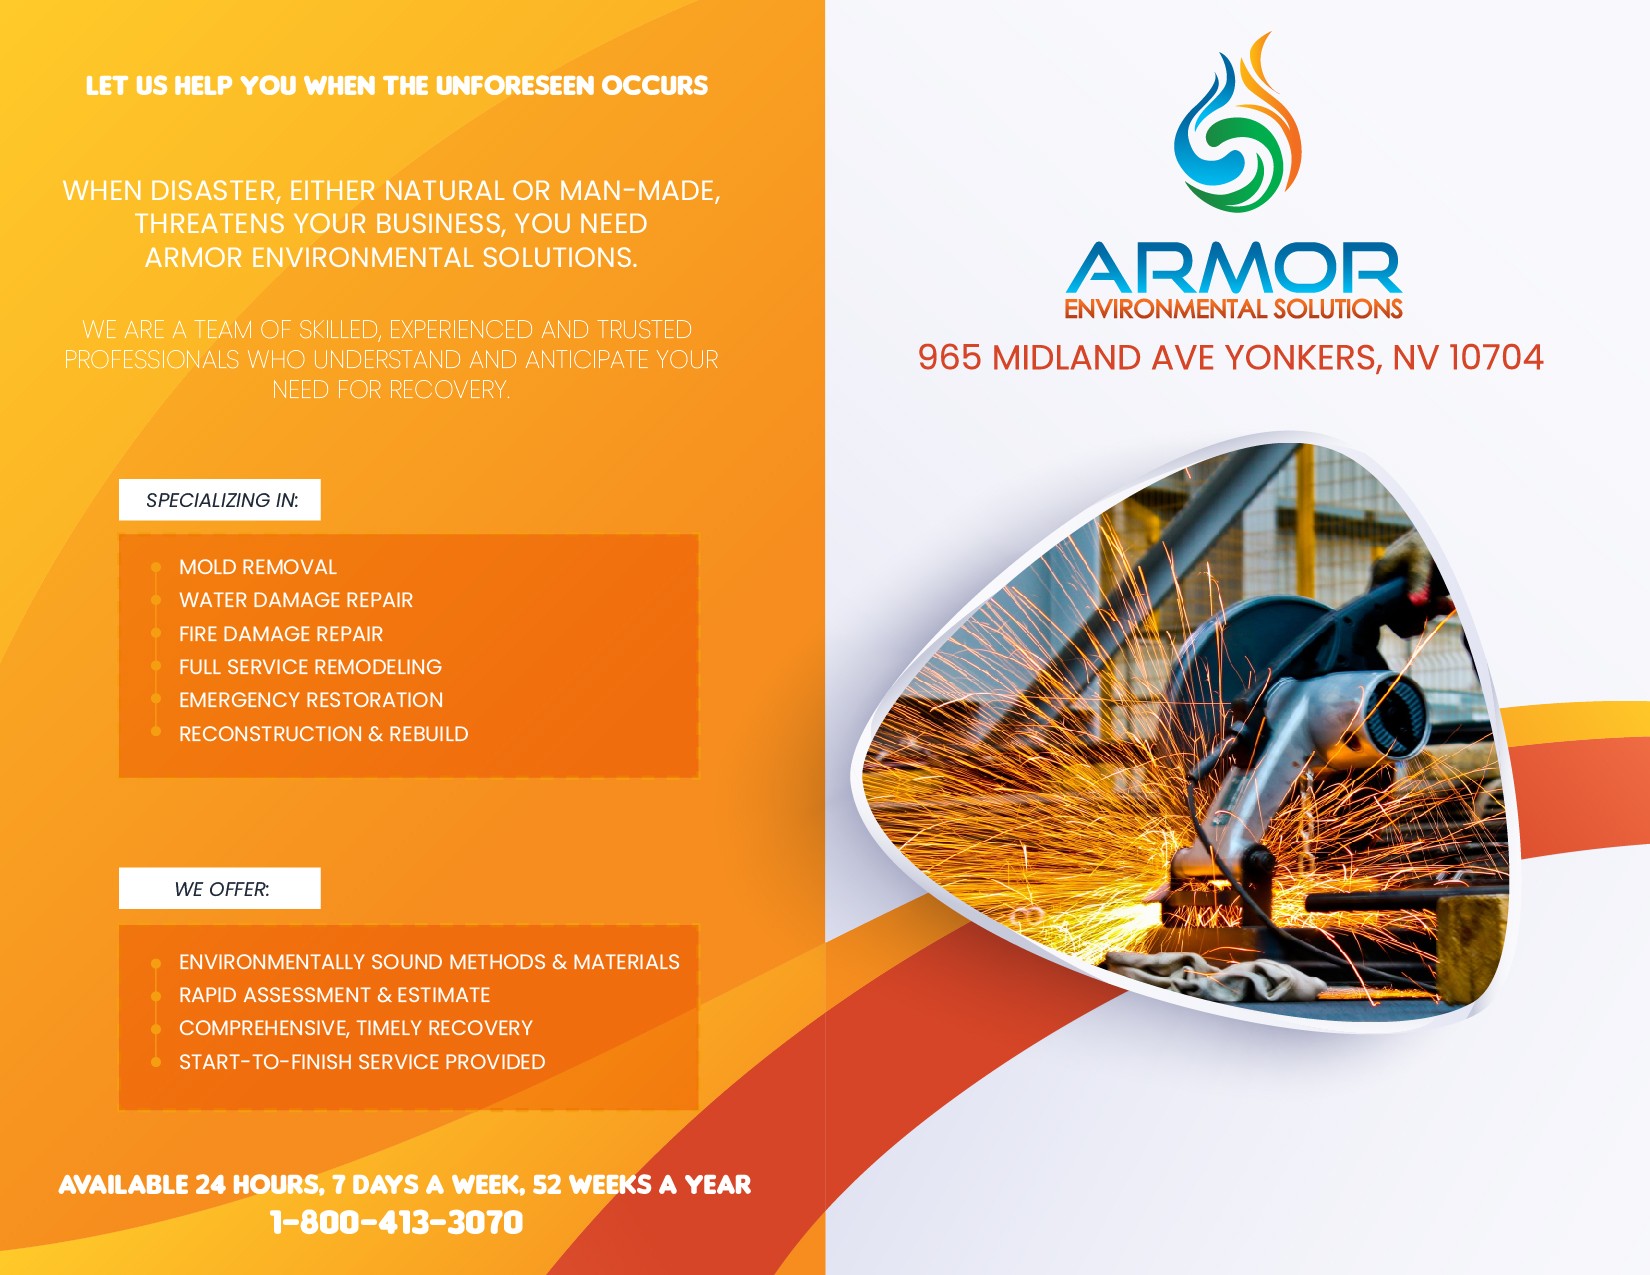 LET US HELP YOU WHEN THE UNFORESEEN OCCURS
WHEN DISASTER, EITHER NATURAL OR MAN-MADE,
THREATENS YOUR BUSINESS, YOU NEED
ARMOR ENVIRONMENTAL SOLUTIONS.
WE ARE A TEAM OF SKILLED, EXPERIENCED AND TRUSTED
PROFESSIONALS WHO UNDERSTAND AND ANTICIPATE YOUR
NEED FOR RECOVERY.
SPECIALIZING IN:
MOLD REMOVAL
WATER DAMAGE REPAIR
FIRE DAMAGE REPAIR
FULL SERVICE REMODELING
EMERGENCY RESTORATION
RECONSTRUCTION & REBUILD
WE OFFER:
ENVIRONMENTALLY SOUND METHODS & MATERIALS
RAPID ASSESSMENT & ESTIMATE
COMPREHENSIVE, TIMELY RECOVERY
START-TO-FINISH SERVICE PROVIDED
AVAILABLE 24 HOURS, 7 DAYS A WEEK, 52 WEEKS A YEAR
1-800-413-3070
ARMOR
ENVIRONMENTAL SOLUTIONS
965 MIDLAND AVE YONKERS, NV 10704